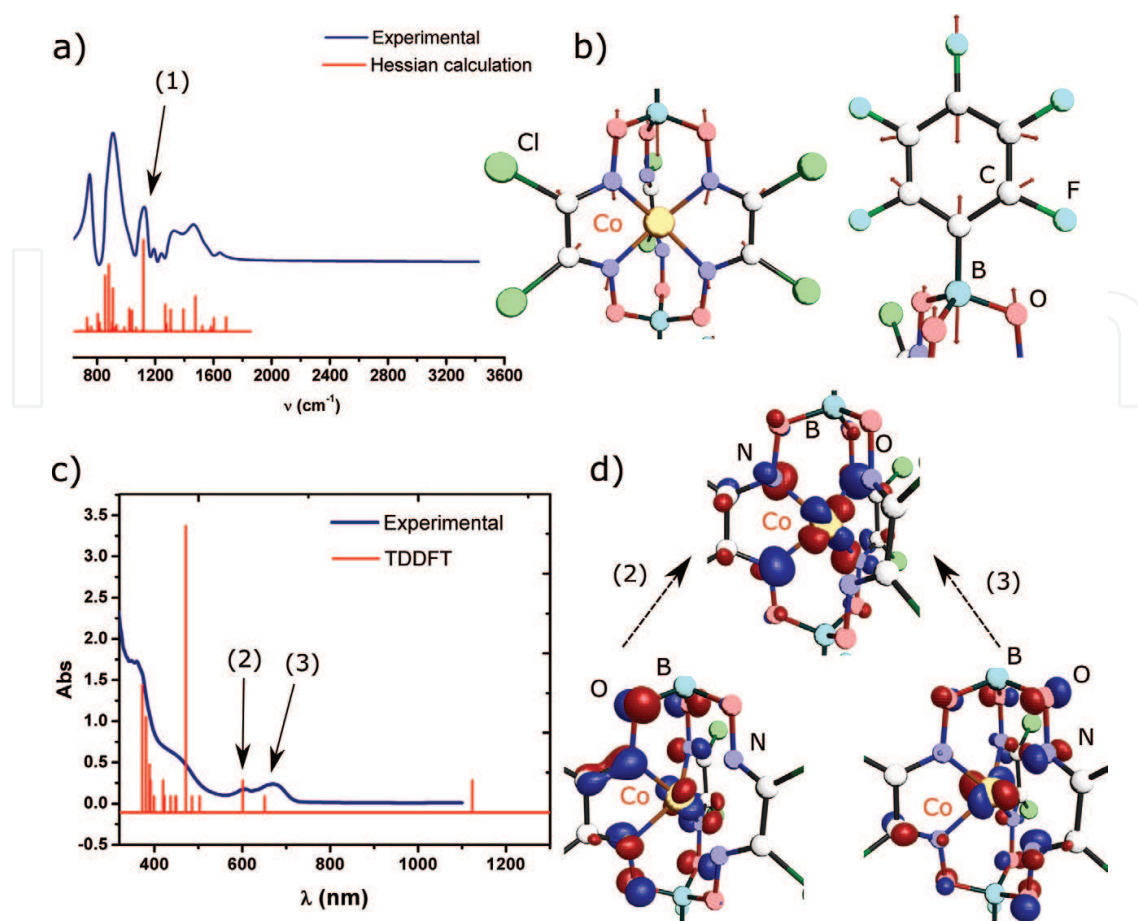 a)
Experimental
Hessian calculation
(1)
800 1200 1600 2000 2400 2800 3200 3600
ν (cm⁻¹)
b)
Cl
Co
C
F
B
O
c)
Experimental
TDDFT
(2)
(3)
3.5
3.0
2.5
2.0
1.5
1.0
0.5
0.0
-0.5
Abs
400 600 800 1000 1200
λ (nm)
d)
B
N
O
Co
(2)
(3)
B
O
N
Co
B
O
N
Co